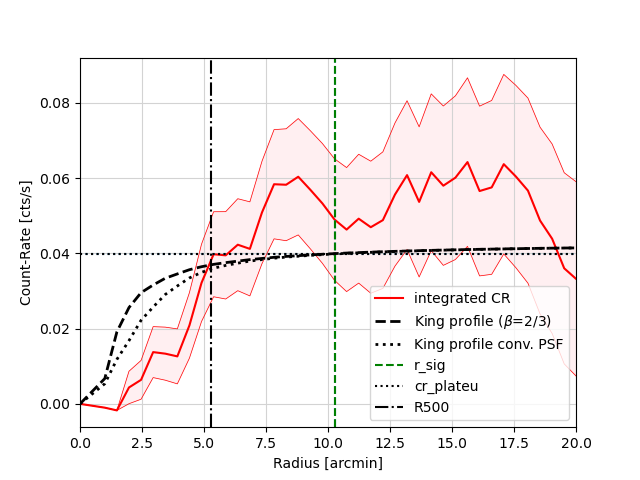 0.08
0.06
0.04
0.02
0.00
Count-Rate [cts/s]
integrated CR
King profile (β=2/3)
King profile conv. PSF
r_sig
cr_plateu
R500
0.0 2.5 5.0 7.5 10.0 12.5 15.0 17.5 20.0
Radius [arcmin]